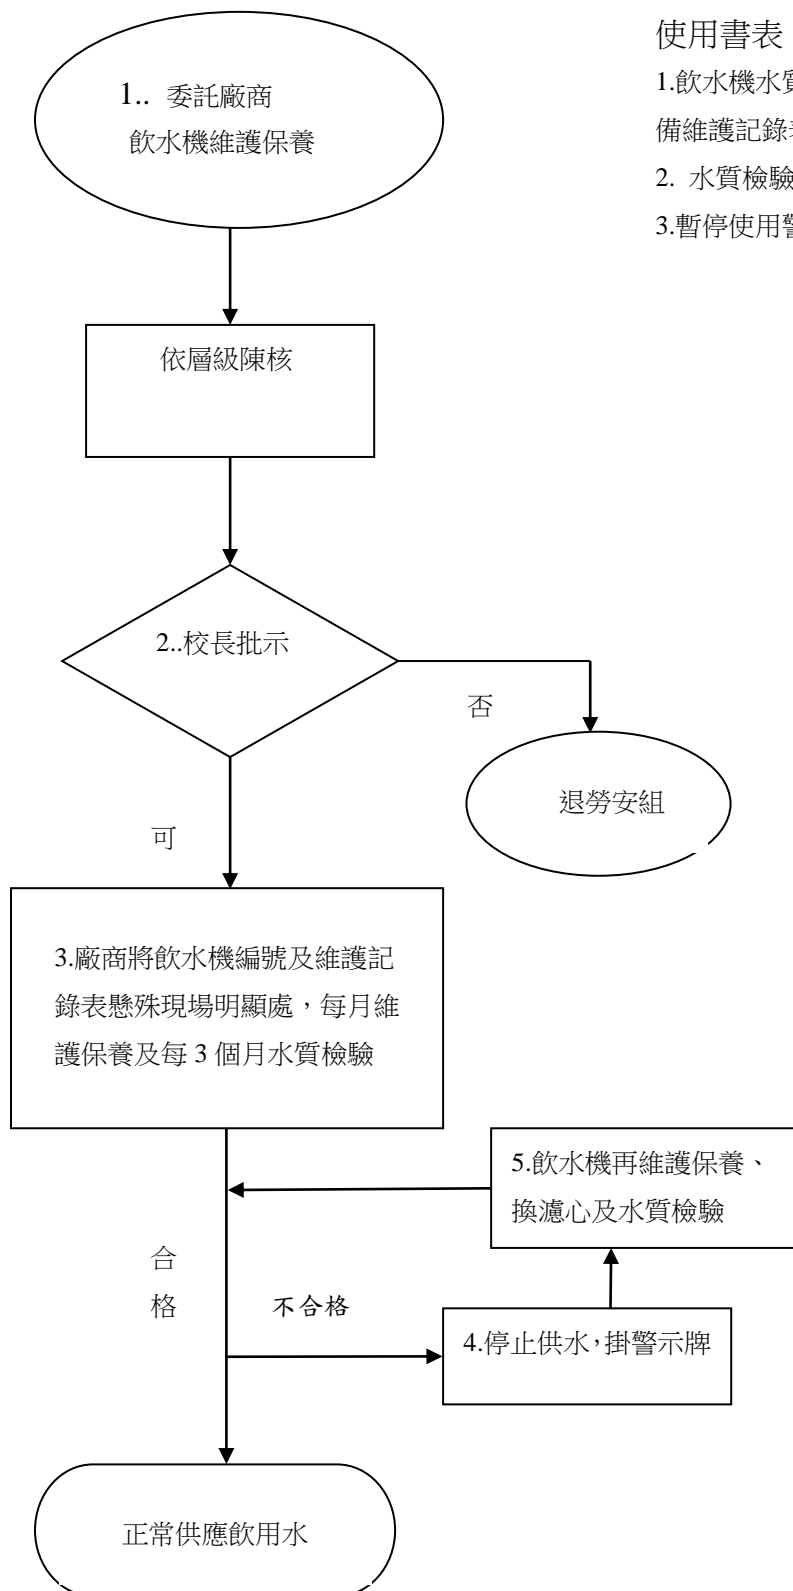 1.. 委託廠商
飲水機維護保養
使用書表
1.飲水機水質
備維護記錄
2. 水質檢驗
3.暫停使用
依層級陳核
2..校長批示
否
退勞安組
可
3.廠商將飲水機編號及維護記
錄表懸殊現場明顯處，每月維
護保養及每 3 個月水質檢驗
5.飲水機再維護保養、
換濾心及水質檢驗
合
格
不合格
4.停止供水，掛警示牌
正常供應飲用水